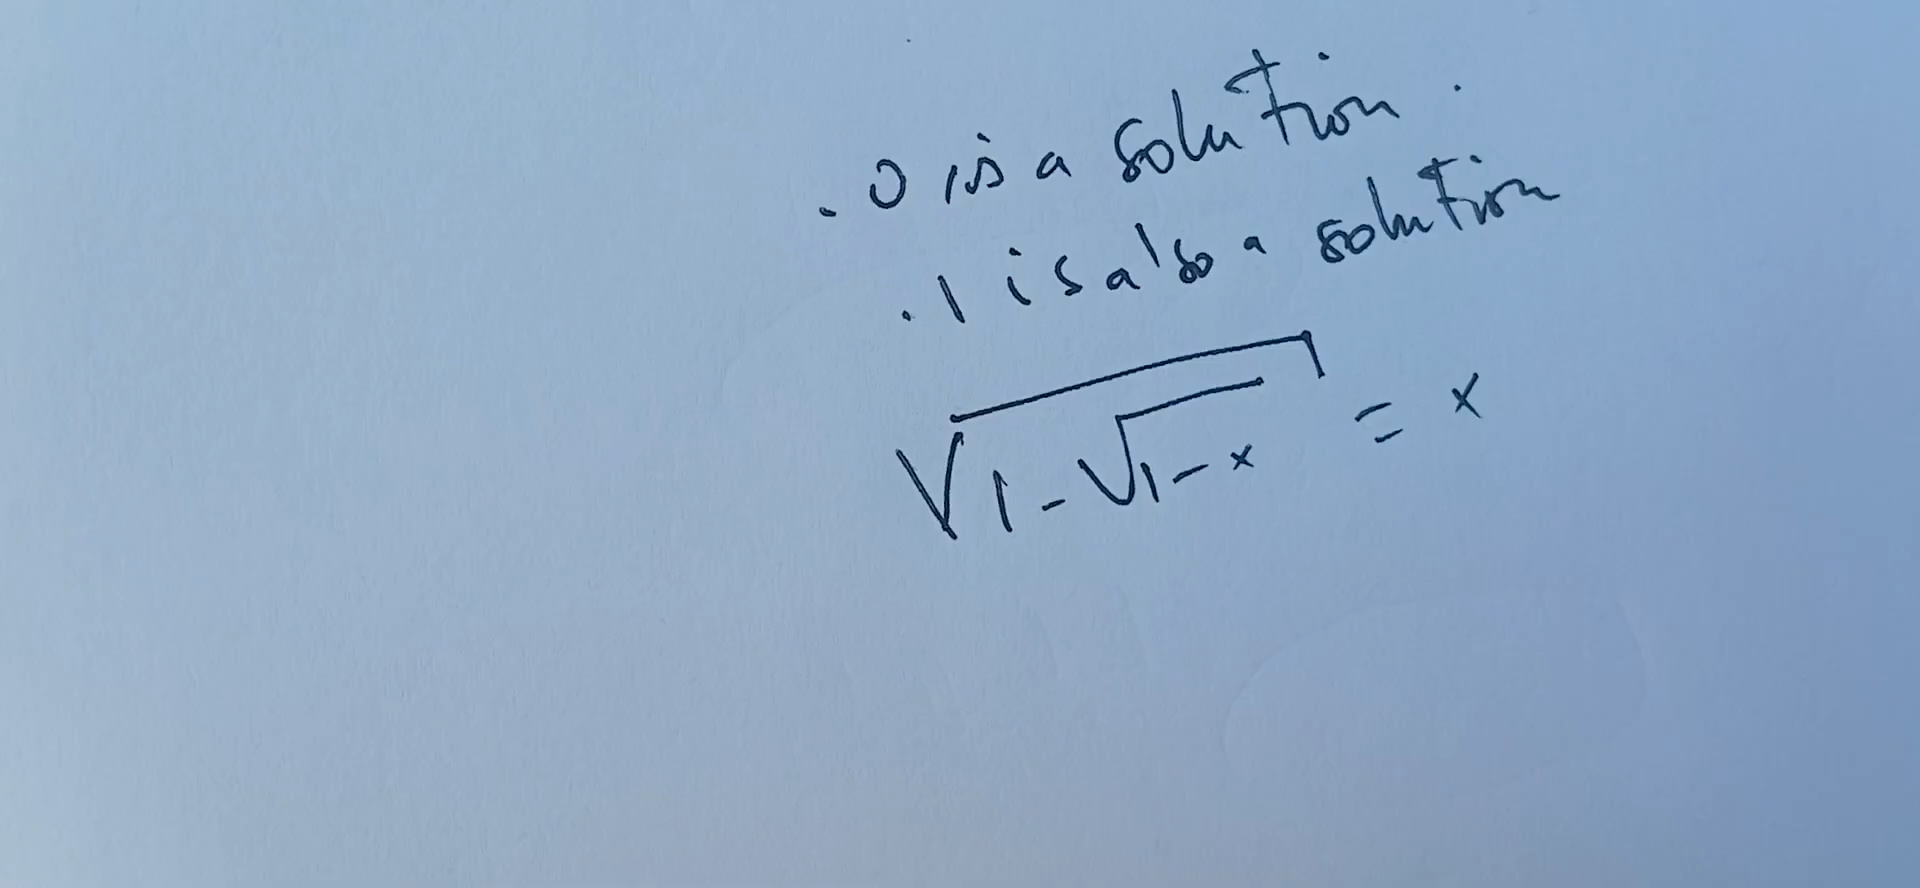 . 0 is a solution.
. 1 is also a solution
√(1-√(1-x)) = x